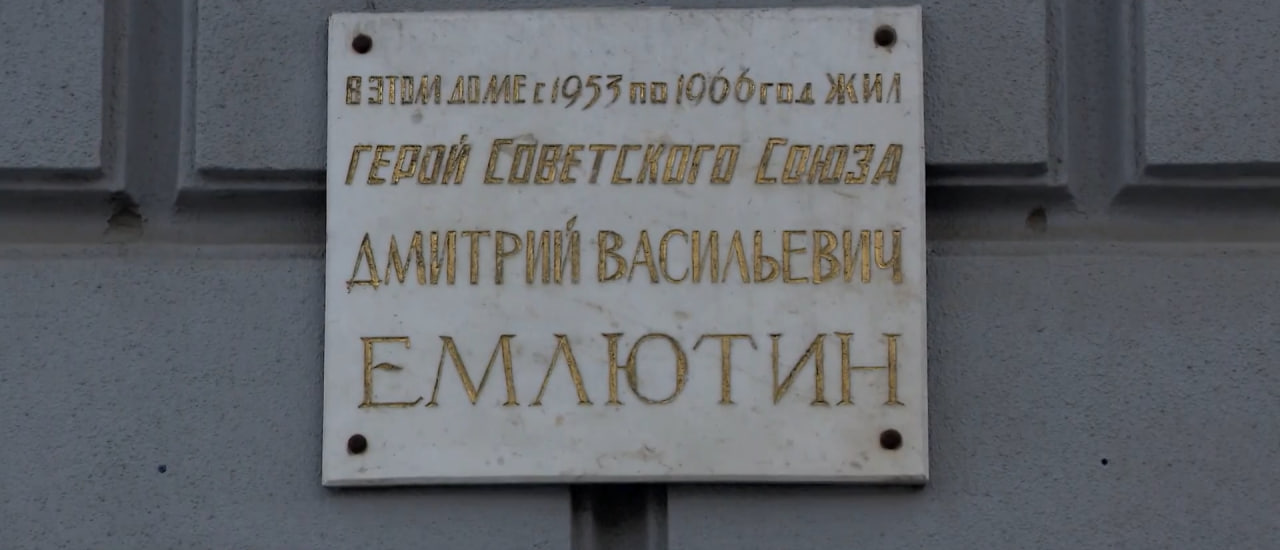 В ЭТОМ ДОМЕ с 1953 по 1966 год ЖИЛ
ГЕРОЙ СОВЕТСКОГО СОЮЗА
ДМИТРИЙ ВАСИЛЬЕВИЧ
ЕМЛЮТИН